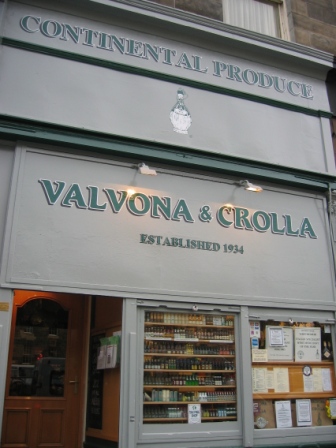 CONTINENTAL PRODUCE
VALVONA & CROLLA
ESTABLISHED 1934